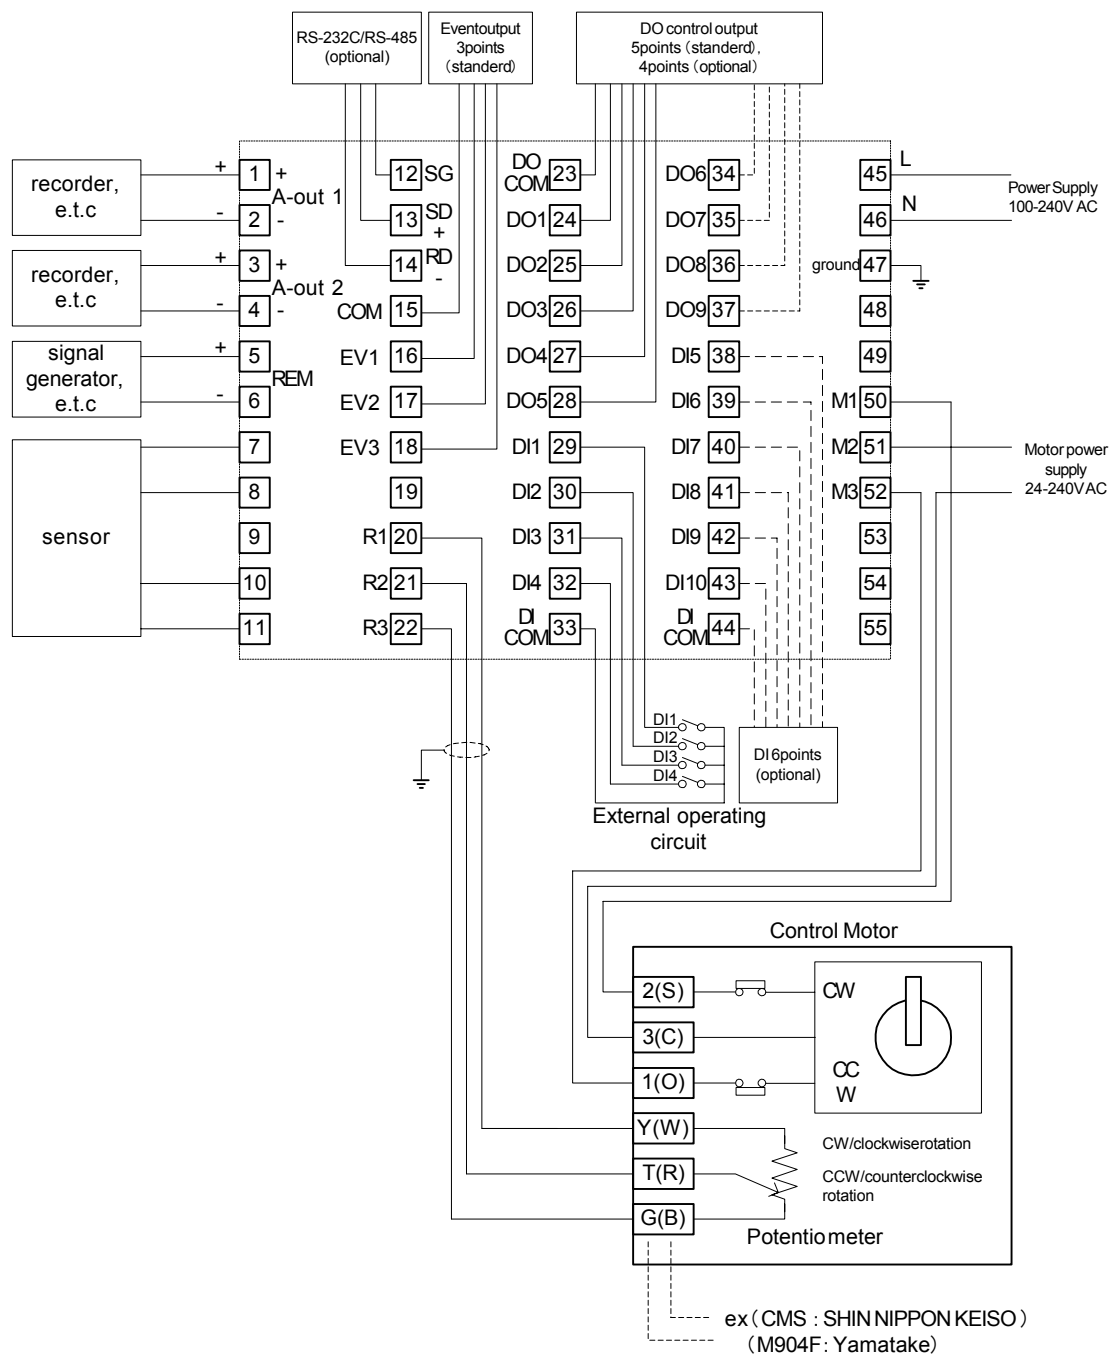 RS-232C/RS-485
(optional)
Eventoutput
3points
(standerd)
DO control output
5points (standerd),
4points (optional)
recorder,
e.t.c
+
-
1
+
A-out 1
2
-
recorder,
e.t.c
+
-
3
+
A-out 2
4
-
signal
generator,
e.t.c
+
-
5
REM
6
sensor
7
8
9
10
11
12
SG
13
SD
+
14
RD
-
COM
15
EV1
16
EV2
17
EV3
18
19
R1
20
R2
21
R3
22
DO
COM
23
DO1
24
DO2
25
DO3
26
DO4
27
DO5
28
DI1
29
DI2
30
DI3
31
DI4
32
DI
COM
33
DO6
34
DO7
35
DO8
36
DO9
37
DI5
38
DI6
39
DI7
40
DI8
41
DI9
42
DI10
43
DI
COM
44
45
L
46
N
Power Supply
100-240V AC
ground
47
48
49
M1
50
M2
51
M3
52
Motor power
supply
24-240VAC
53
54
55
DI1
DI2
DI3
DI4
External operating
circuit
DI 6points
(optional)
Control Motor
2(S)
CW
3(C)
1(O)
CC
W
Y(W)
T(R)
G(B)
CW/clockwiserotation
CCW/counterclockwise
rotation
Potentiometer
ex (CMS : SHIN NIPPON KEISO)
(M904F: Yamatake)